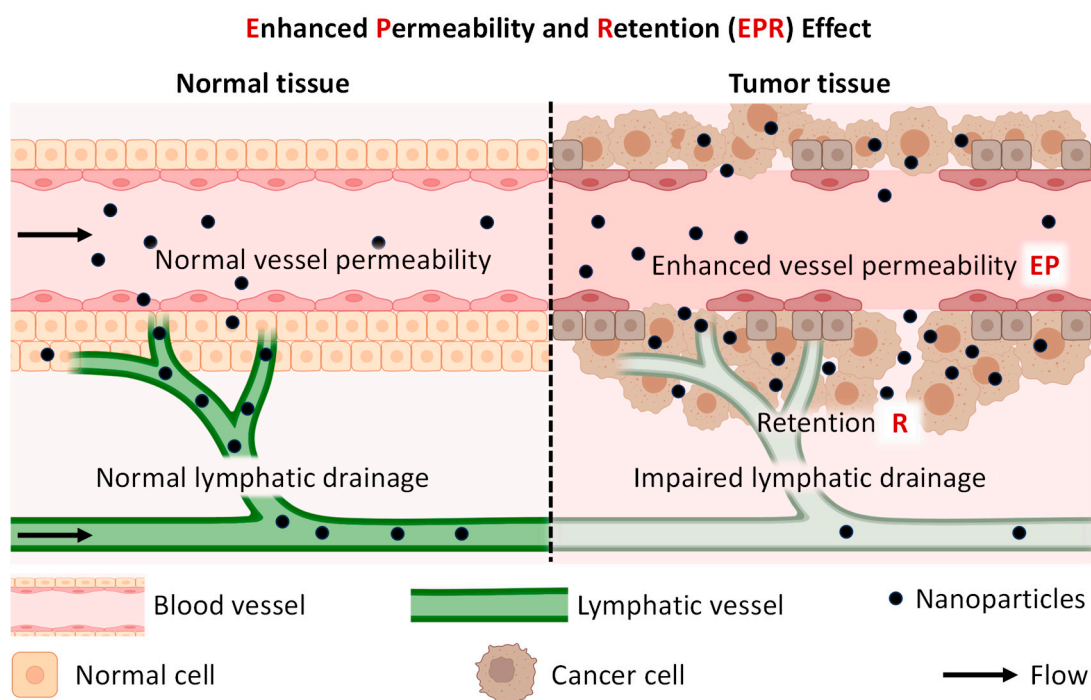 Enhanced Permeability and Retention (EPR) Effect
Normal tissue
Tumor tissue
Normal vessel permeability
Enhanced vessel permeability EP
Retention R
Normal lymphatic drainage
Impaired lymphatic drainage
Blood vessel
Lymphatic vessel
Nanoparticles
Normal cell
Cancer cell
Flow